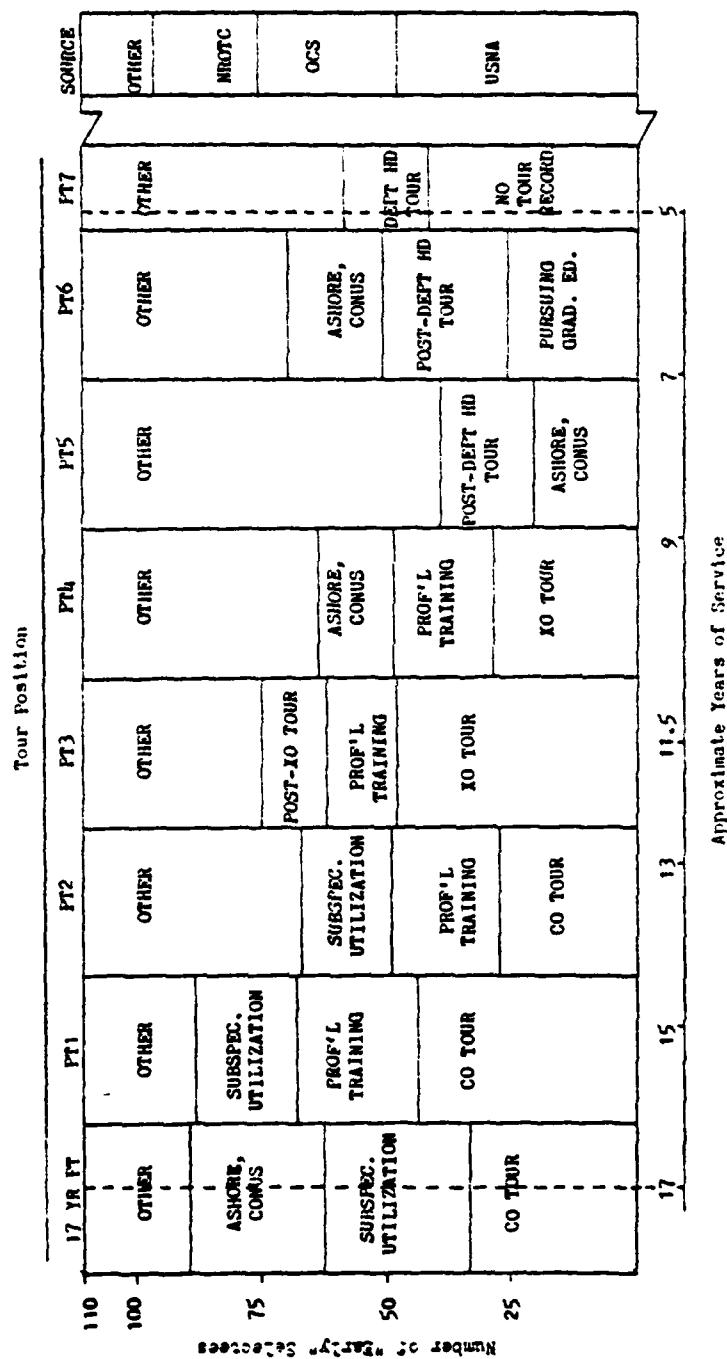 Tour Position
17 YR PT
PT1
PT2
PT3
PT4
PT5
PT6
PT7
SOURCE
110
100
75
50
25
Number of "Early" Selectees
OTHER
ASHORE,
CONUS
SUBSPEC.
UTILIZATION
CO TOUR
OTHER
SUBSPEC.
UTILIZATION
PROF'L
TRAINING
CO TOUR
OTHER
SUBSPEC.
UTILIZATION
PROF'L
TRAINING
CO TOUR
OTHER
POST-XO TOUR
PROF'L
TRAINING
XO TOUR
OTHER
ASHORE,
CONUS
PROF'L
TRAINING
XO TOUR
OTHER
POST-DEPT HD
TOUR
ASHORE,
CONUS
OTHER
ASHORE,
CONUS
POST-DEPT HD
TOUR
PURSUING
GRAD. ED.
OTHER
DEPT HD
TOUR
NO
TOUR
RECORD
OTHER
NROTC
OCS
USNA
17
15
13
11.5
9
7
5
Approximate Years of Service